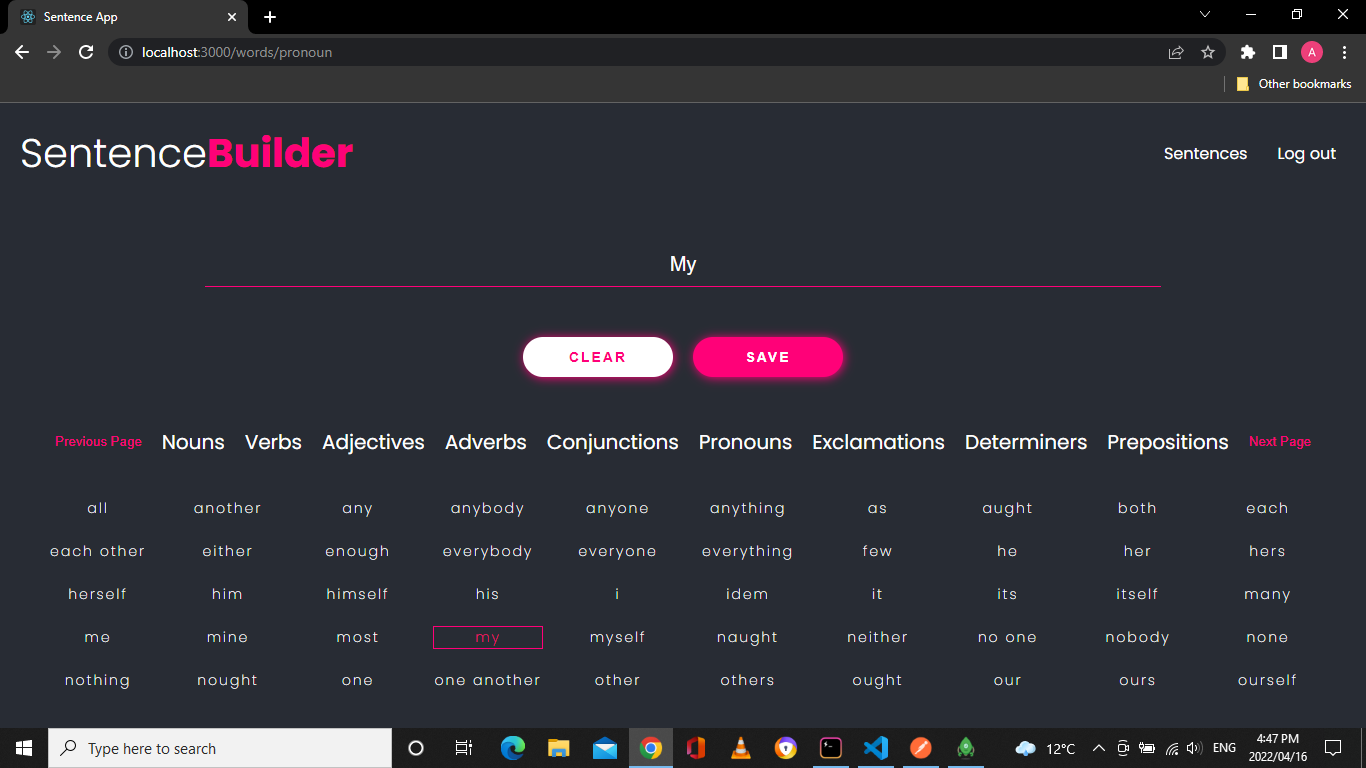 Sentence App
localhost:3000/words/pronoun
A
Other bookmarks
SentenceBuilder
Sentences Log out
My
CLEAR SAVE
Previous Page Nouns Verbs Adjectives Adverbs Conjunctions Pronouns Exclamations Determiners Prepositions Next Page
all another any anybody anyone anything as aught both each
each other either enough everybody everyone everything few he her hers
herself him himself his i idem it its itself many
me mine most my myself naught neither no one nobody none
nothing nought one one another other others ought our ours ourself
Type here to search
12°C
ENG
4:47 PM
2022/04/16